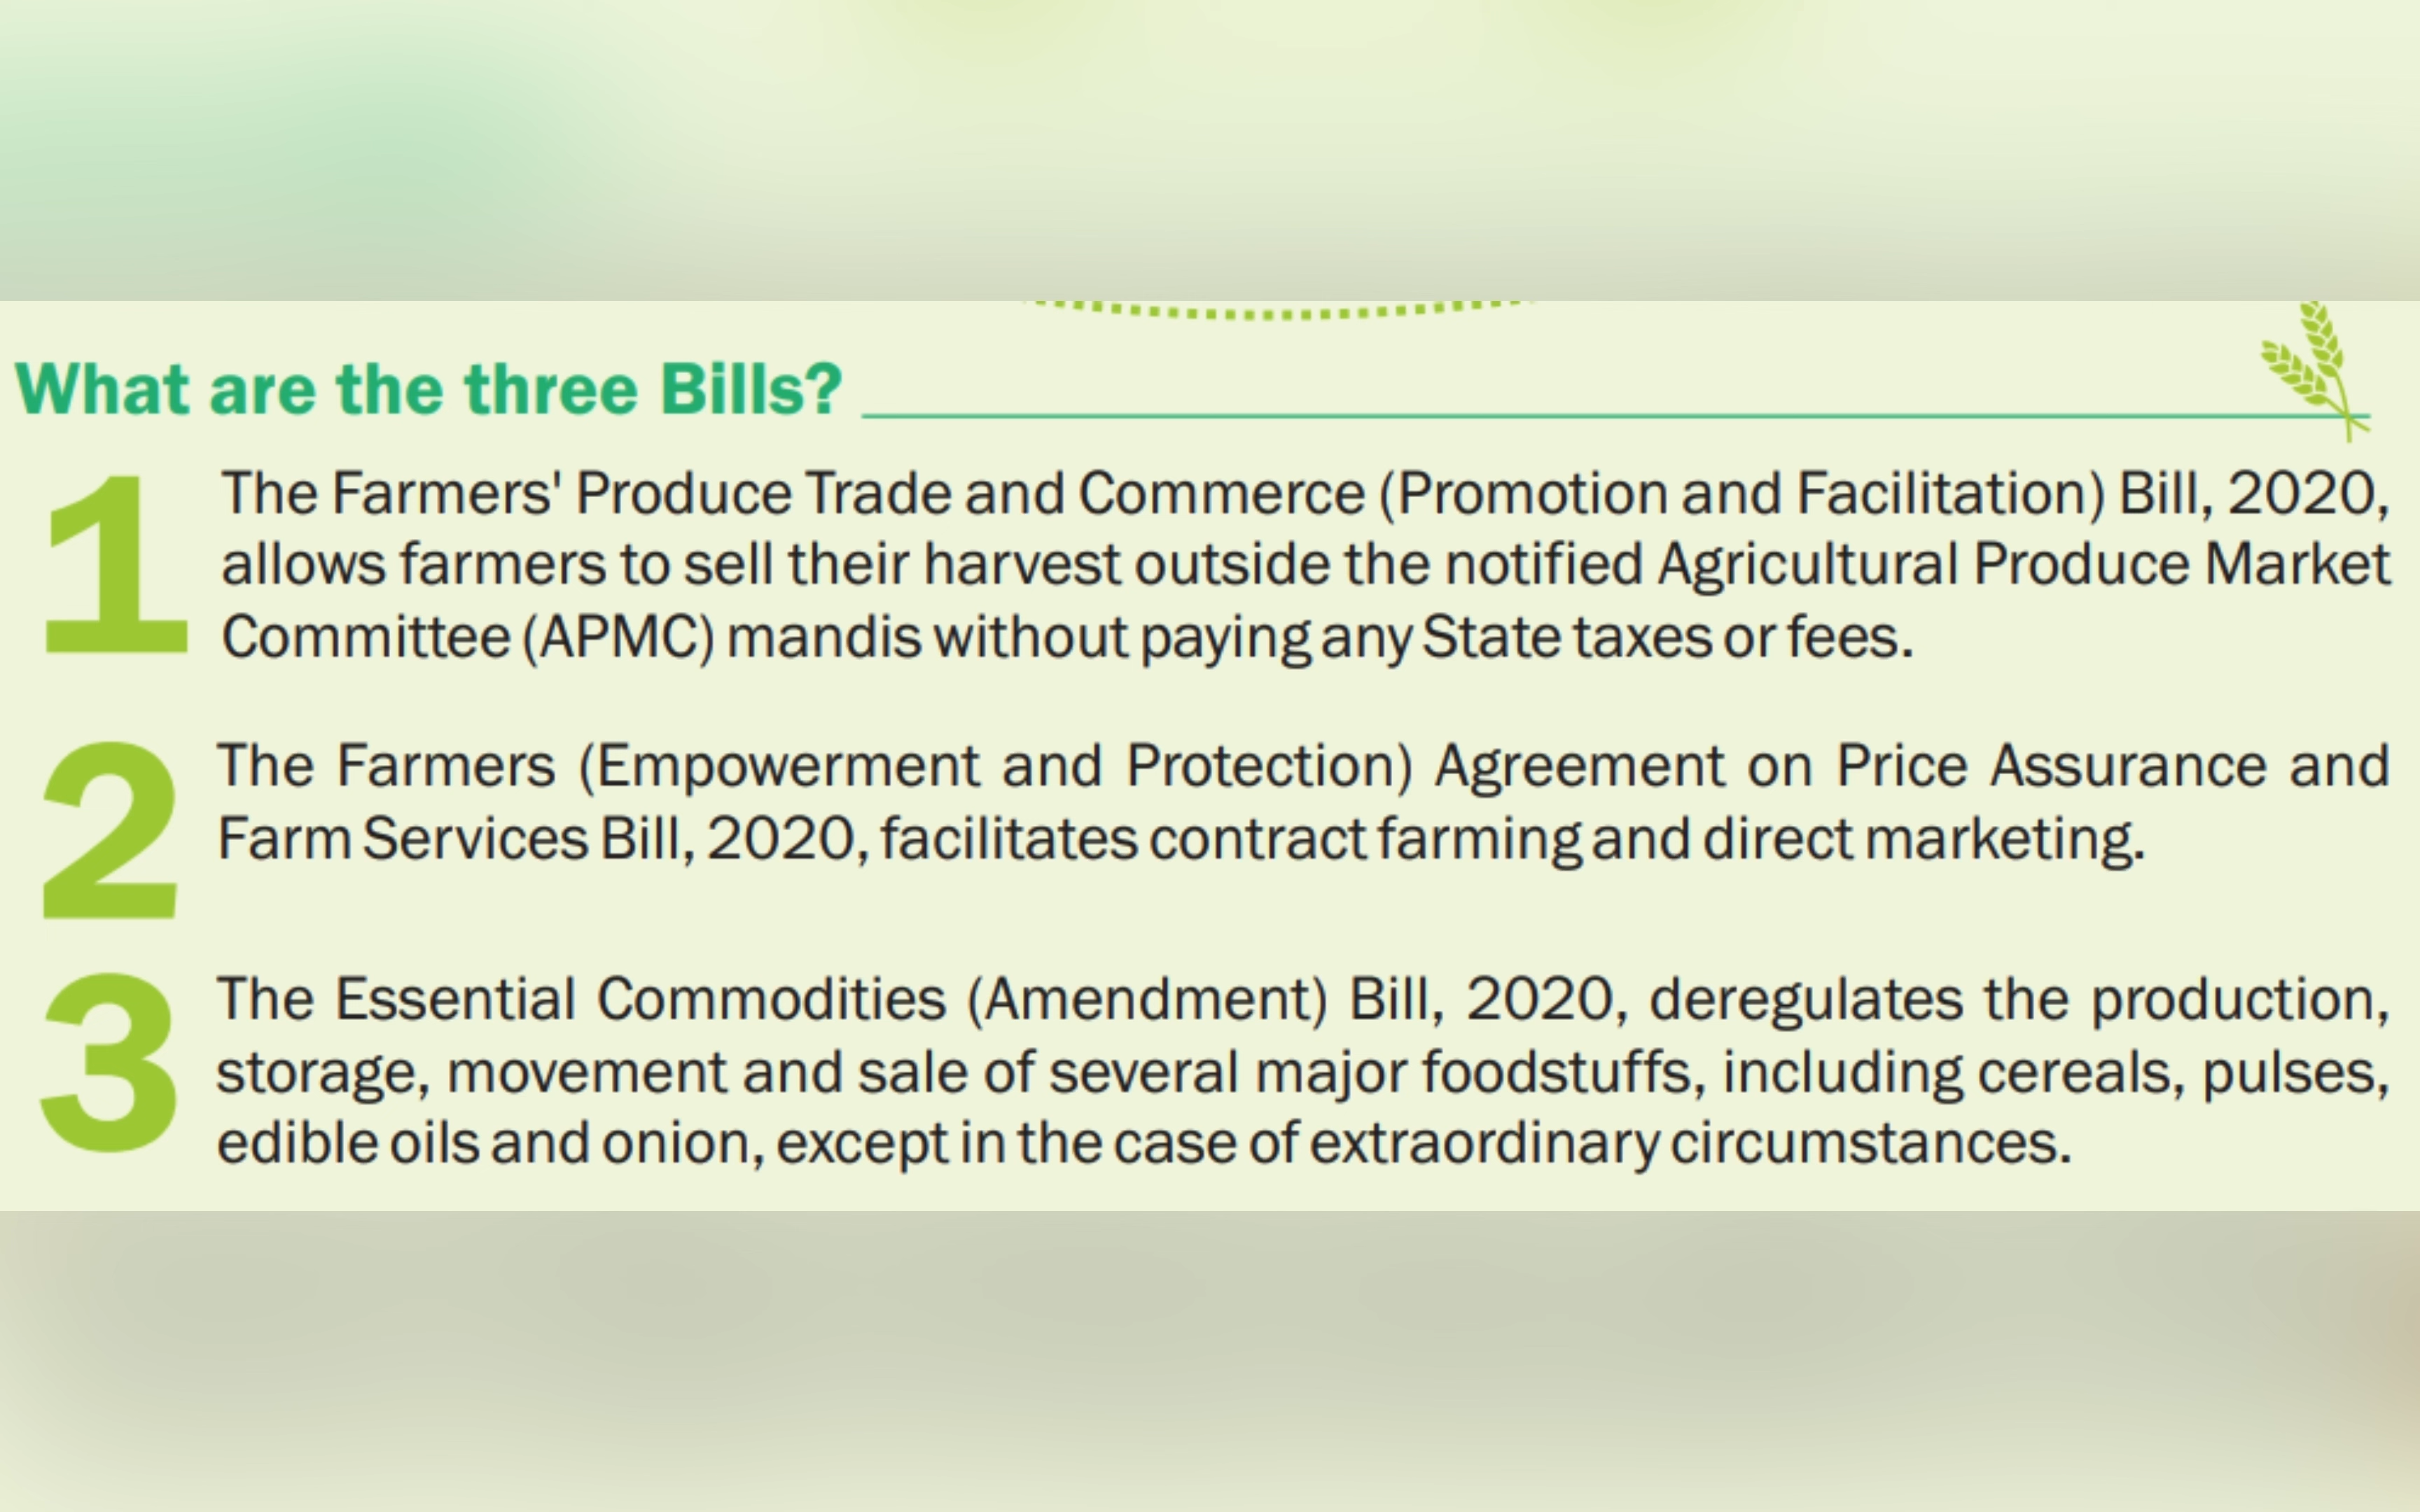 What are the three Bills?
1
The Farmers' Produce Trade and Commerce (Promotion and Facilitation) Bill, 2020,
allows farmers to sell their harvest outside the notified Agricultural Produce Market
Committee (APMC) mandis without paying any State taxes or fees.
2
The Farmers (Empowerment and Protection) Agreement on Price Assurance and
Farm Services Bill, 2020, facilitates contract farming and direct marketing.
3
The Essential Commodities (Amendment) Bill, 2020, deregulates the production,
storage, movement and sale of several major foodstuffs, including cereals, pulses,
edible oils and onion, except in the case of extraordinary circumstances.